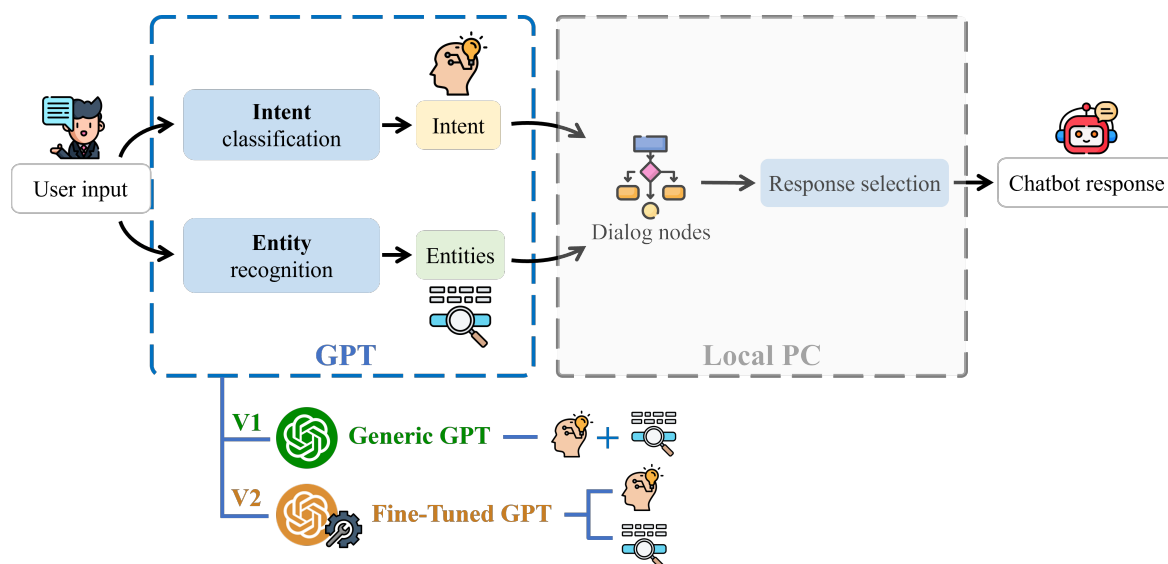 User input
Intent
classification
Intent
Entity
recognition
Entities
GPT
Dialog nodes
Response selection
Local PC
Chatbot response
V1
Generic GPT
+
V2
Fine-Tuned GPT